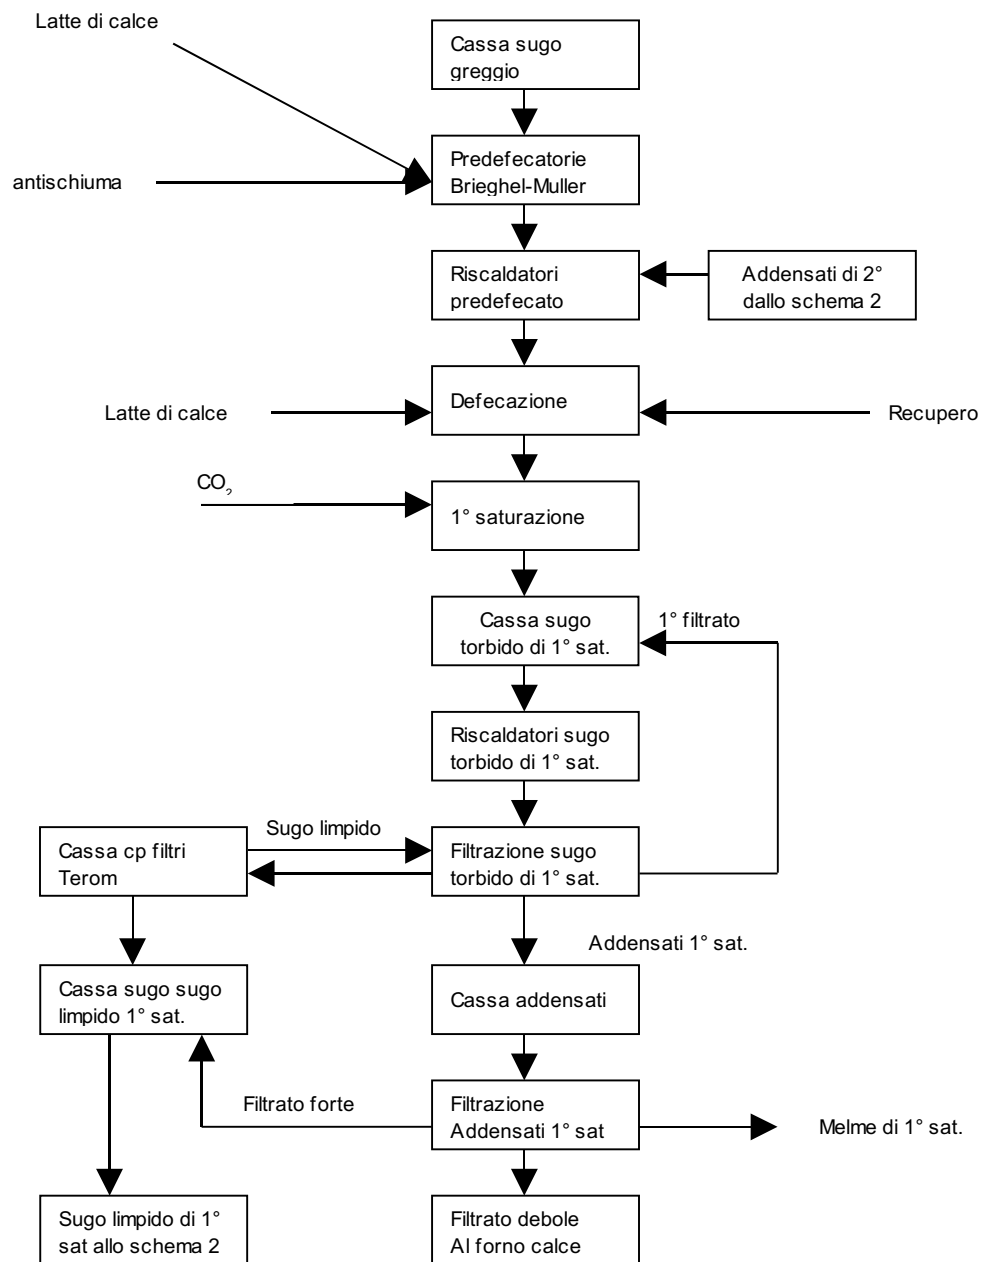 Latte di calce
Cassa sugo
greggio
antischiuma
Predefecatorie
Brieghel-Muller
Riscaldatori
predefecato
Addensati di 2°
dallo schema 2
Latte di calce
Defecazione
Recupero
CO2
1° saturazione
Cassa sugo
torbido di 1° sat.
1° filtrato
Riscaldatori sugo
torbido di 1° sat.
Sugo limpido
Cassa cp filtri
Terom
Filtrazione sugo
torbido di 1° sat.
Addensati 1° sat.
Cassa sugo sugo
limpido 1° sat.
Cassa addensati
Filtrato forte
Filtrazione
Addensati 1° sat
Melme di 1° sat.
Sugo limpido di 1°
sat allo schema 2
Filtrato debole
Al forno calce